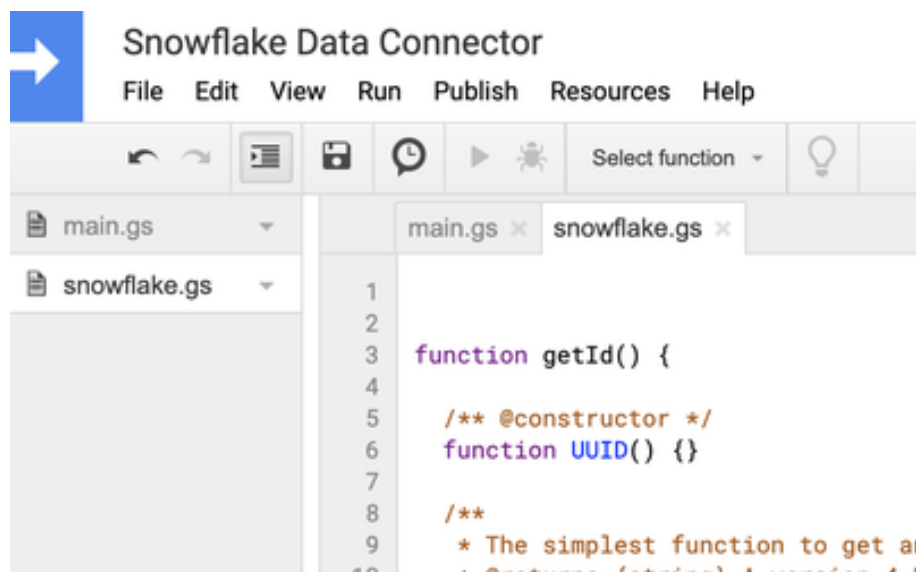 Snowflake Data Connector
File Edit View Run Publish Resources Help
Select function
main.gs
snowflake.gs
main.gs × snowflake.gs ×
1
2
3 function getId() {
4
5 /** @constructor */
6 function UUID() {}
7
8 /**
9 * The simplest function to get